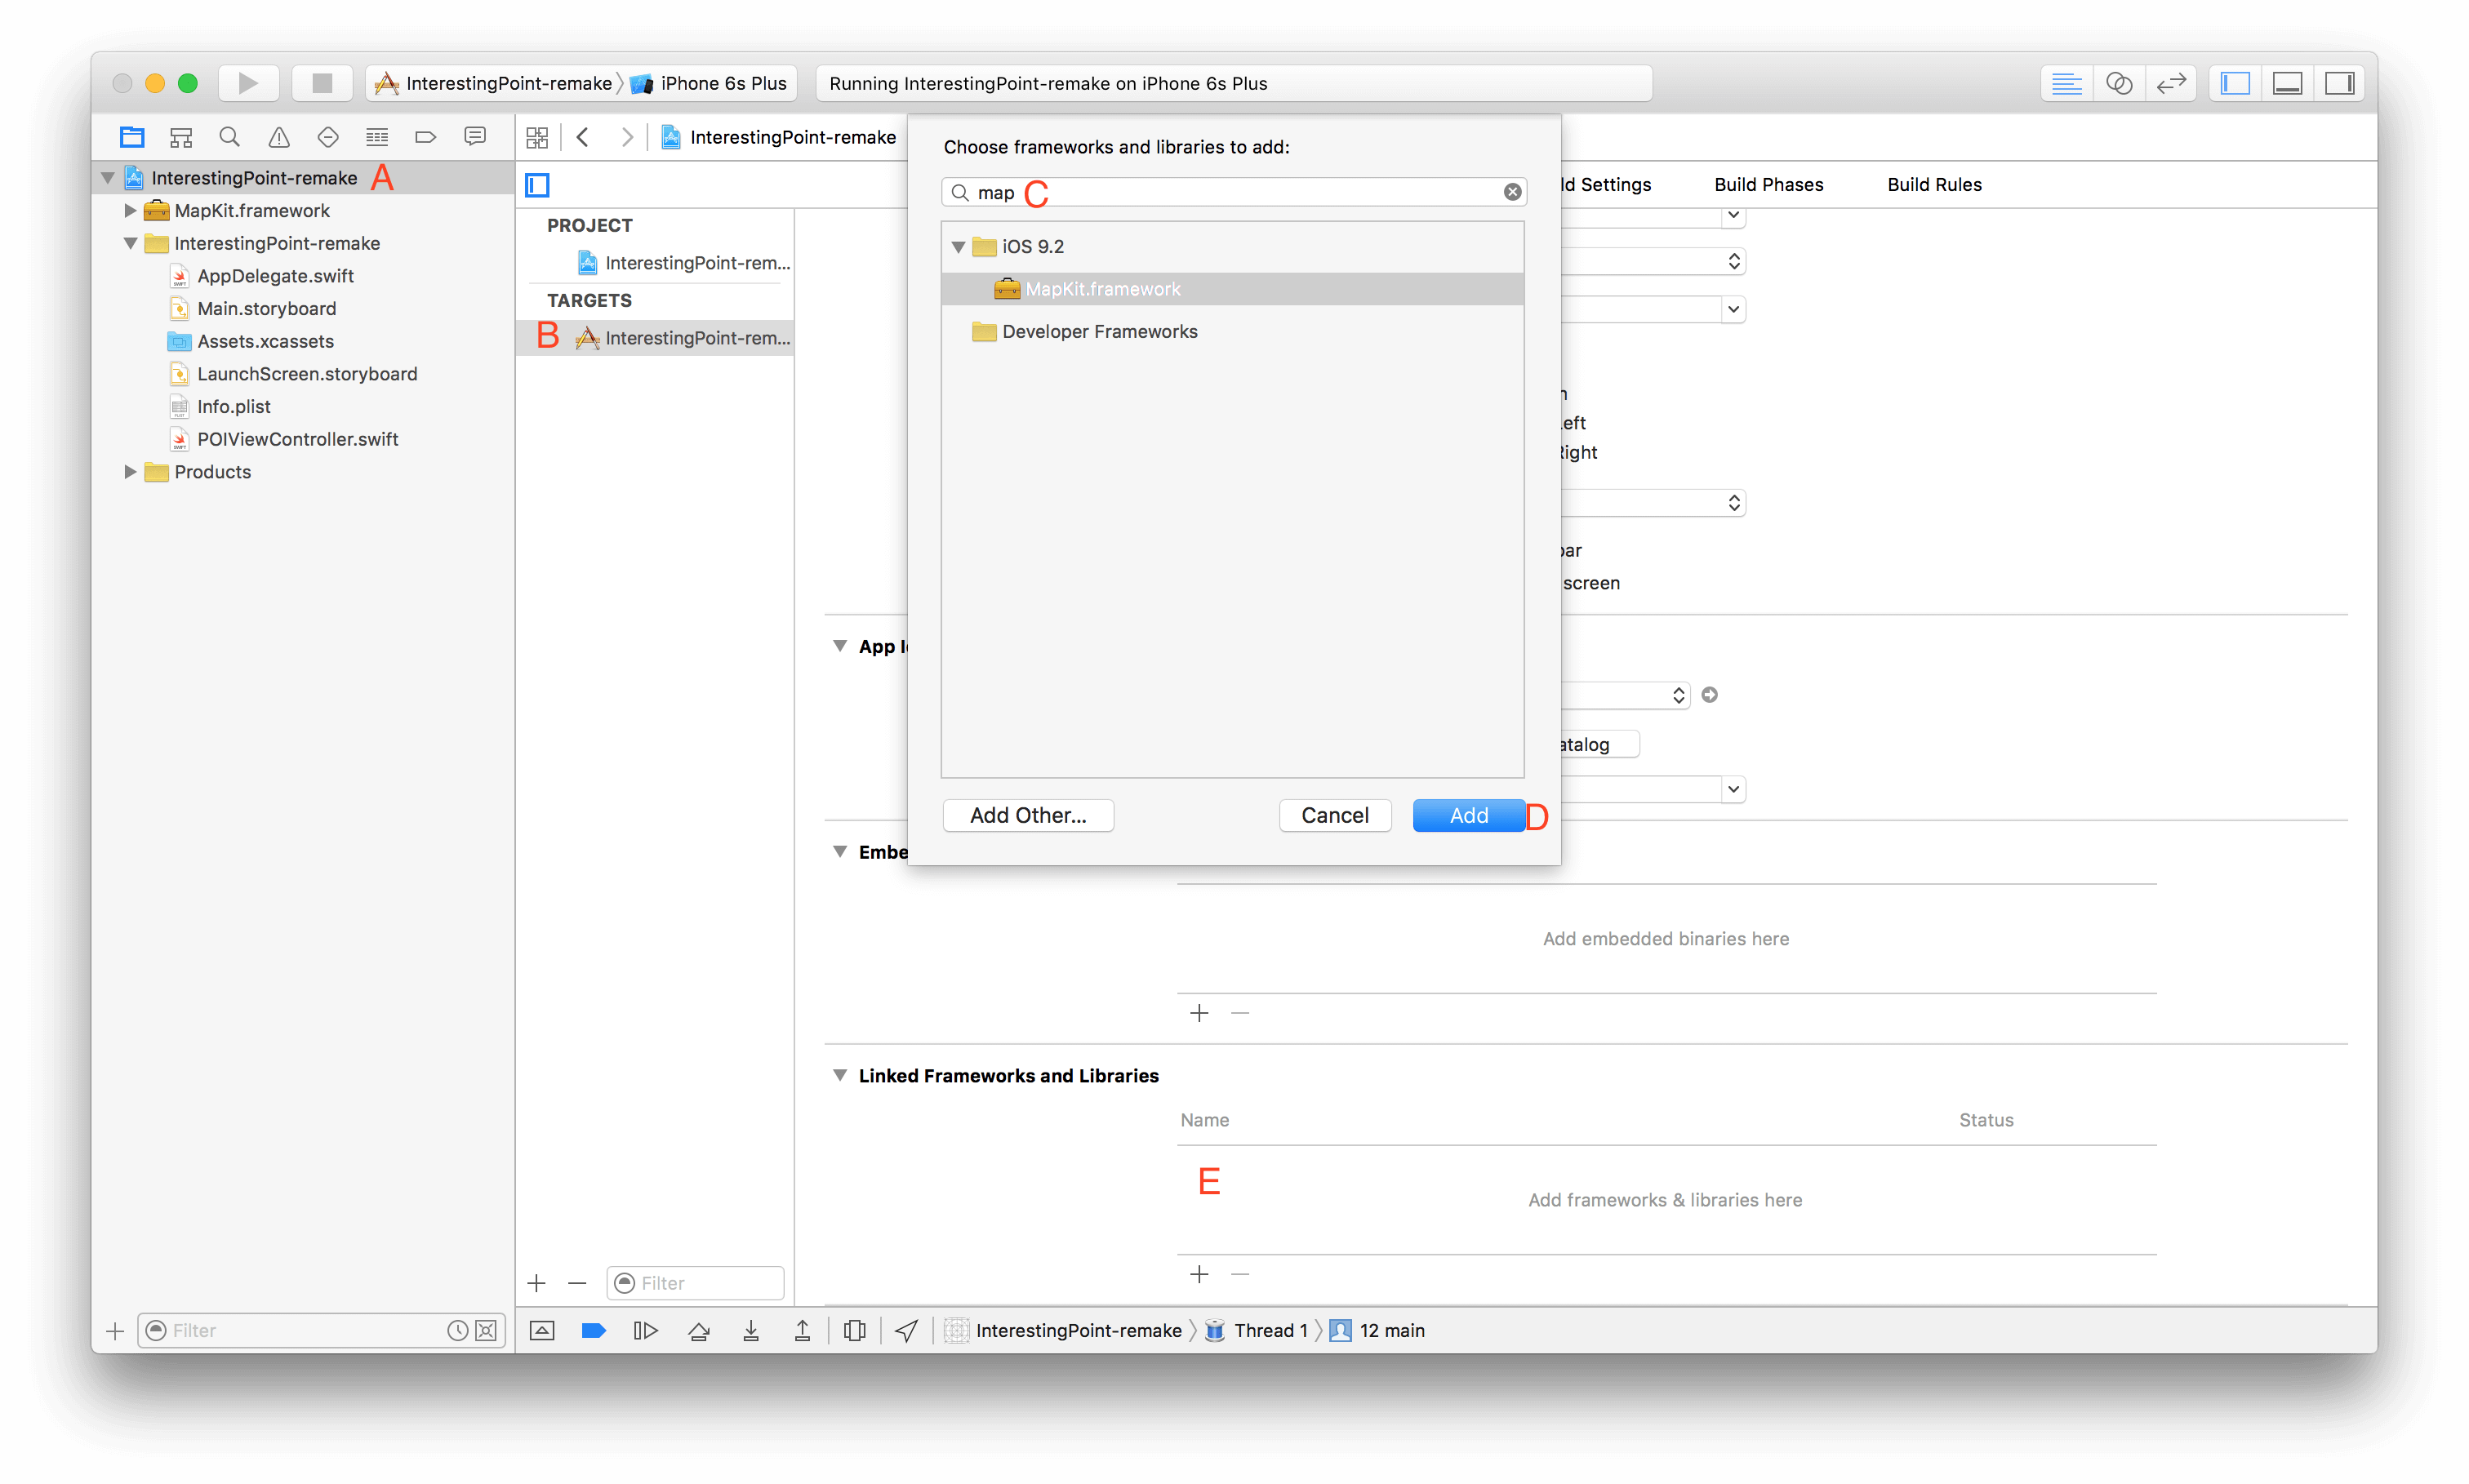 InterestingPoint-remake 〉 iPhone 6s Plus
Running InterestingPoint-remake on iPhone 6s Plus
InterestingPoint-remake
InterestingPoint-remake A
MapKit.framework
InterestingPoint-remake
AppDelegate.swift
Main.storyboard
Assets.xcassets
LaunchScreen.storyboard
Info.plist
POIViewController.swift
Products
Filter
PROJECT
InterestingPoint-rem...
TARGETS
B InterestingPoint-rem...
Filter
Choose frameworks and libraries to add:
map C
iOS 9.2
MapKit.framework
Developer Frameworks
Add Other...
Cancel
Add D
ld Settings
Build Phases
Build Rules
n
Left
Right
bar
screen
App I
atalog
Embe
Add embedded binaries here
Linked Frameworks and Libraries
Name
Status
E
Add frameworks & libraries here
InterestingPoint-remake 〉 Thread 1 〉 12 main